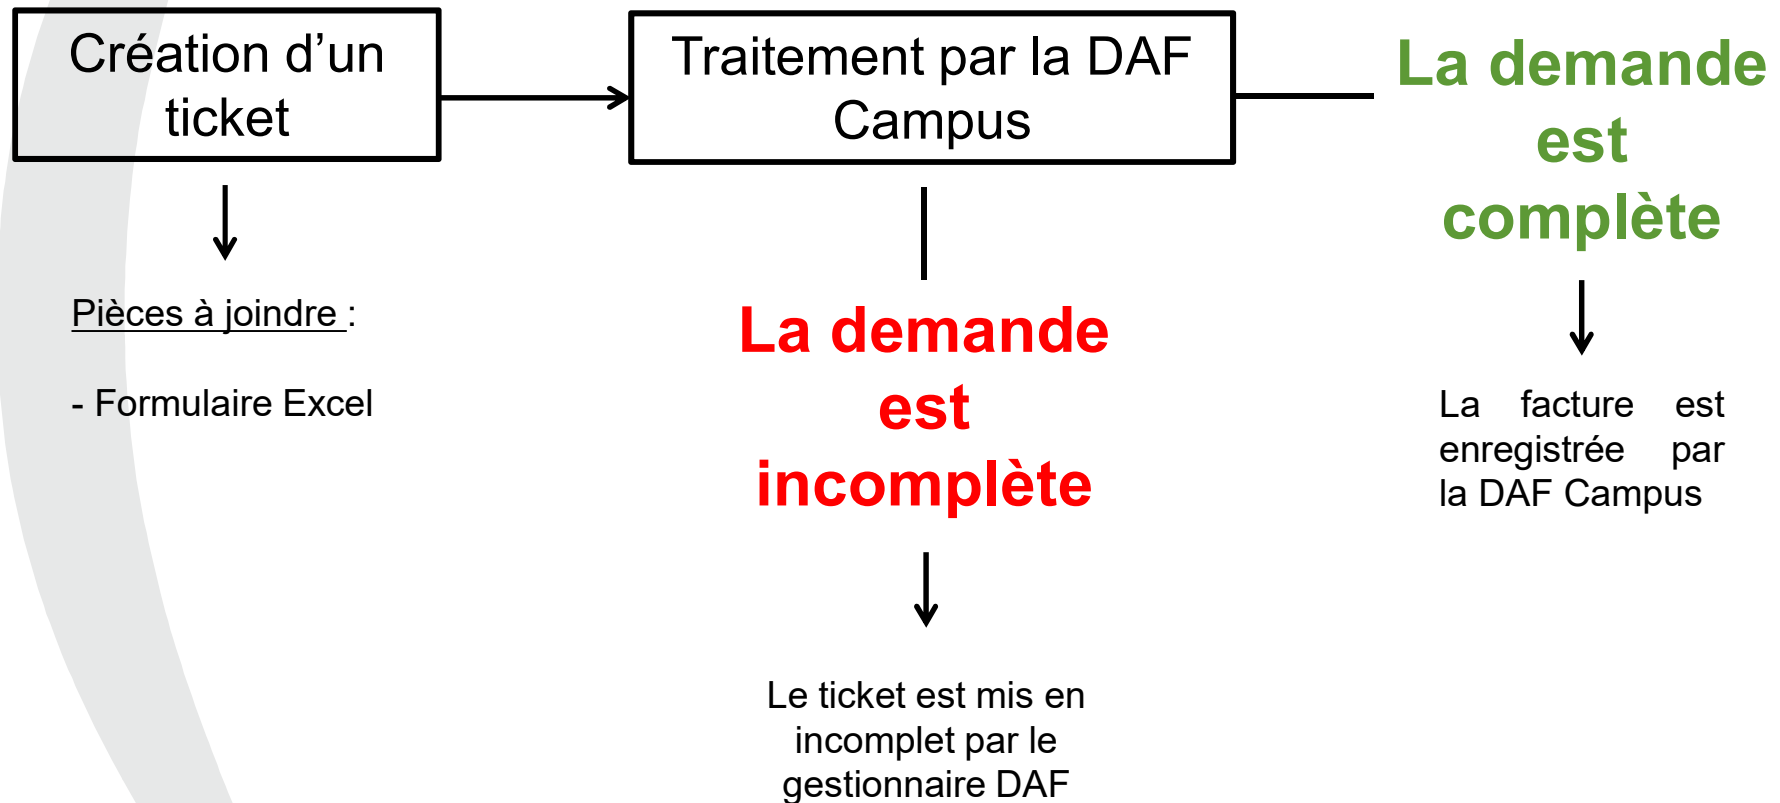 Création d’un
ticket
Traitement par la DAF
Campus
La demande
est
complète
Pièces à joindre :
- Formulaire Excel
La demande
est
incomplète
La facture est
enregistrée par
la DAF Campus
Le ticket est mis en
incomplet par le
gestionnaire DAF